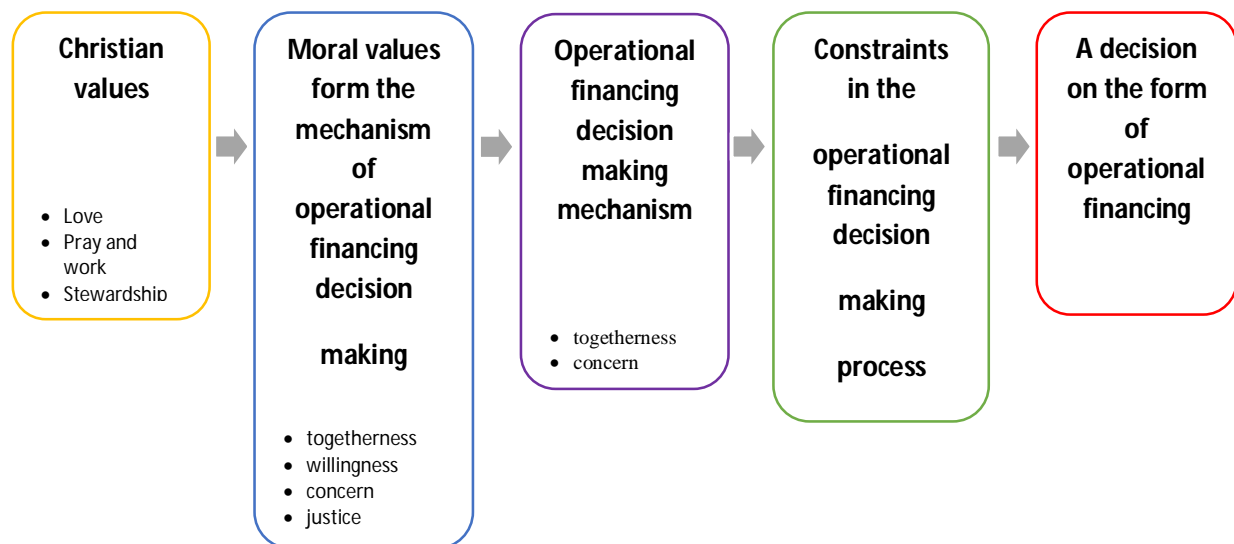 Christian
values
• Love
• Pray and
work
• Stewardship
Moral values
form the
mechanism
of
operational
financing
decision
making
• togetherness
• willingness
• concern
• justice
Operational
financing
decision
making
mechanism
• togetherness
• concern
Constraints
in the
operational
financing
decision
making
process
A decision
on the form
of
operational
financing